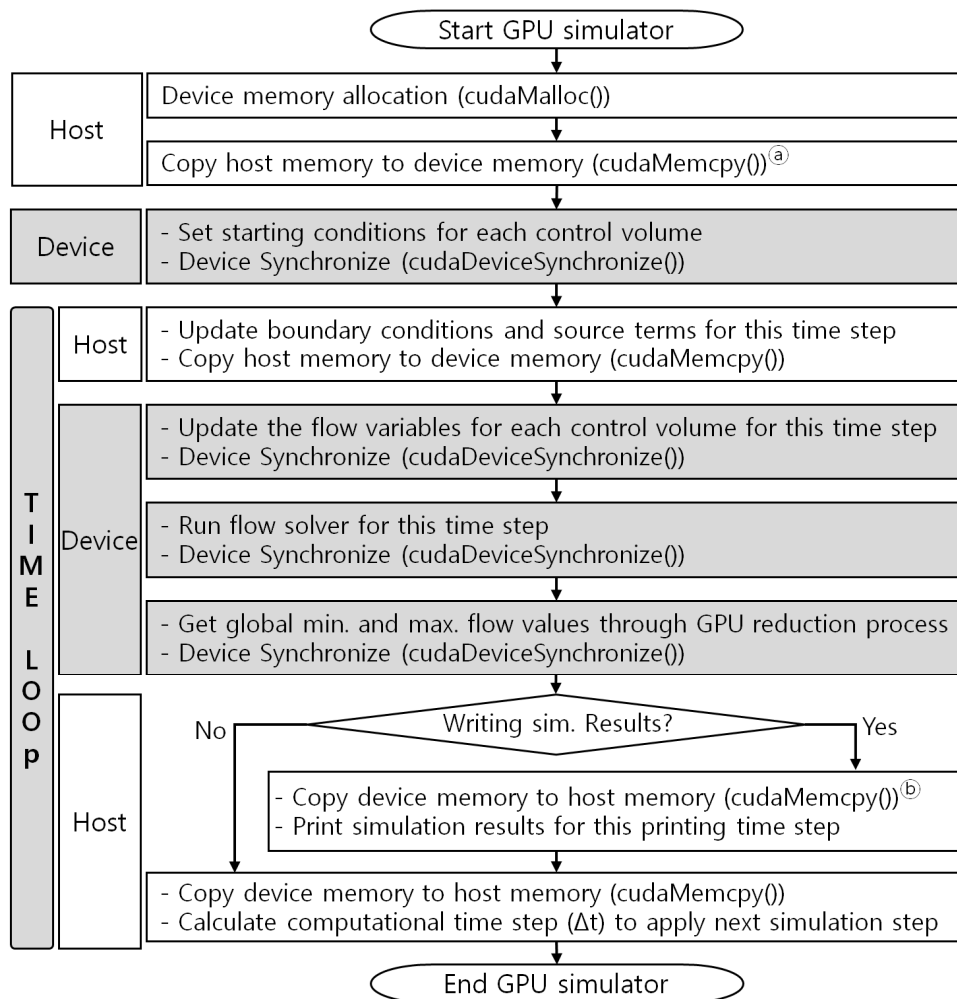 Start GPU simulator
Host
Device memory allocation (cudaMalloc())
Copy host memory to device memory (cudaMemcpy())ⓐ
Device
- Set starting conditions for each control volume
- Device Synchronize (cudaDeviceSynchronize())
TIME LOOp
Host
- Update boundary conditions and source terms for this time step
- Copy host memory to device memory (cudaMemcpy())
Device
- Update the flow variables for each control volume for this time step
- Device Synchronize (cudaDeviceSynchronize())
- Run flow solver for this time step
- Device Synchronize (cudaDeviceSynchronize())
- Get global min. and max. flow values through GPU reduction process
- Device Synchronize (cudaDeviceSynchronize())
Host
No
Writing sim. Results?
Yes
- Copy device memory to host memory (cudaMemcpy())ⓑ
- Print simulation results for this printing time step
- Copy device memory to host memory (cudaMemcpy())
- Calculate computational time step (Δt) to apply next simulation step
End GPU simulator